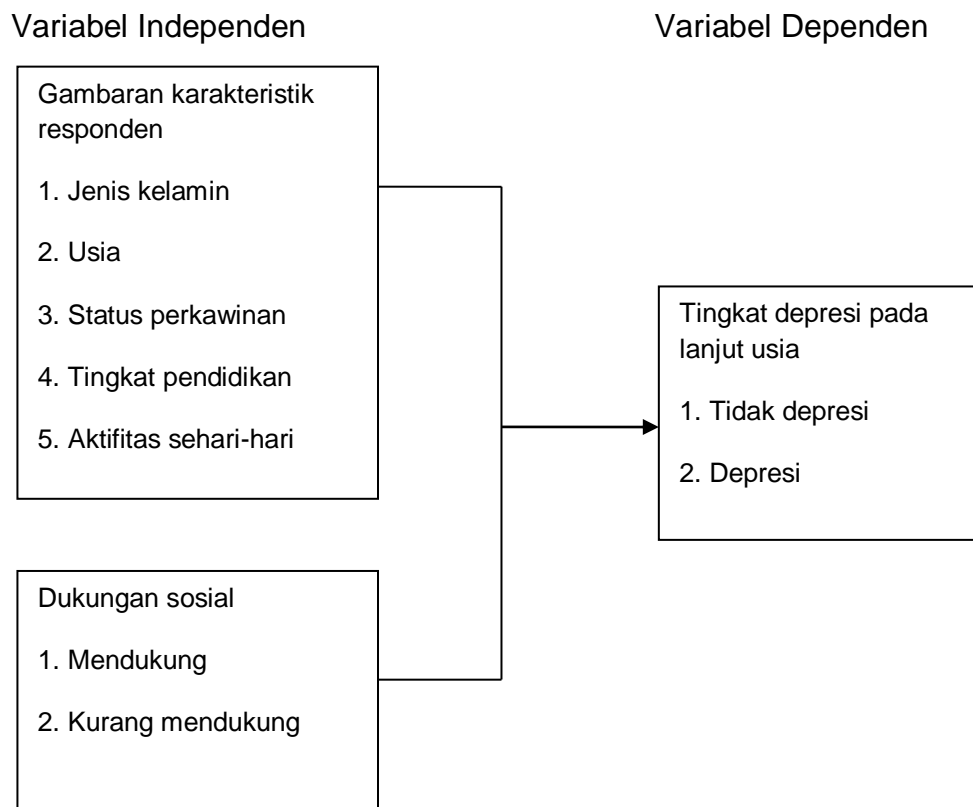 Variabel Independen
Variabel Dependen
Gambaran karakteristik
responden
1. Jenis kelamin
2. Usia
3. Status perkawinan
4. Tingkat pendidikan
5. Aktifitas sehari-hari
Tingkat depresi pada
lanjut usia
1. Tidak depresi
2. Depresi
Dukungan sosial
1. Mendukung
2. Kurang mendukung